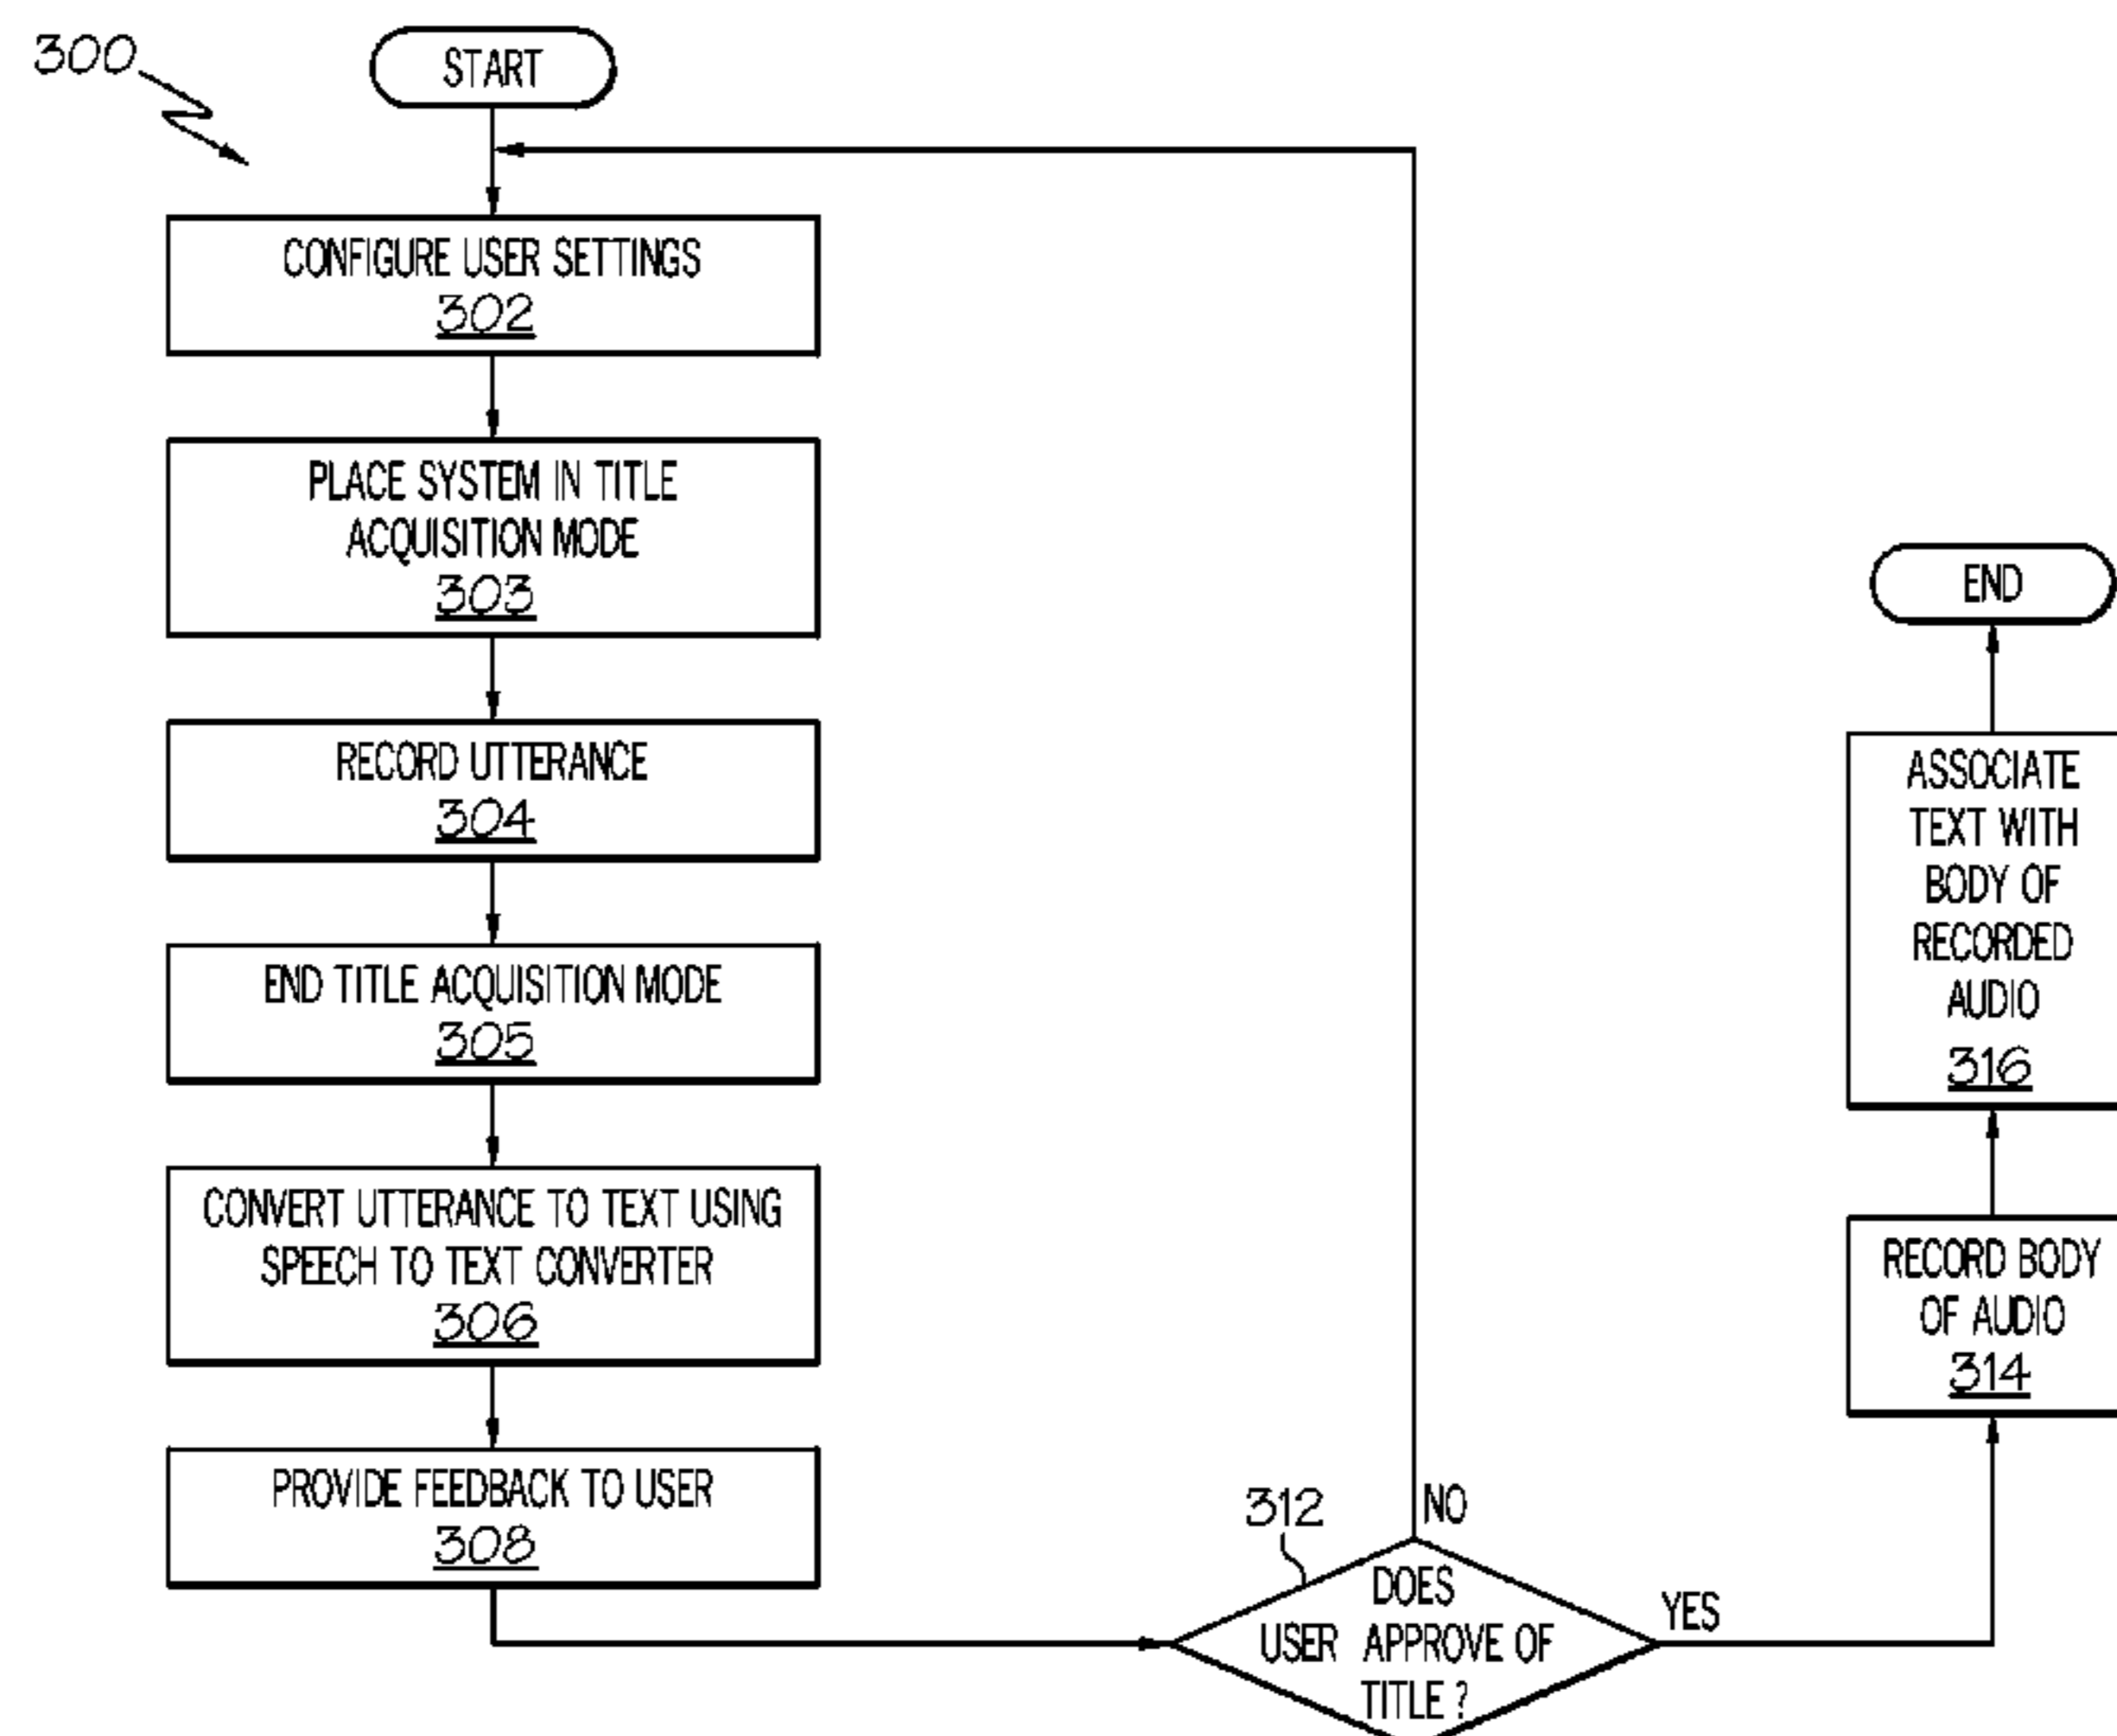 300
START
CONFIGURE USER SETTINGS
302
PLACE SYSTEM IN TITLE
ACQUISITION MODE
303
RECORD UTTERANCE
304
END TITLE ACQUISITION MODE
305
CONVERT UTTERANCE TO TEXT USING
SPEECH TO TEXT CONVERTER
306
PROVIDE FEEDBACK TO USER
308
312
NO
DOES
USER APPROVE OF
TITLE?
YES
RECORD BODY
OF AUDIO
314
ASSOCIATE
TEXT WITH
BODY OF
RECORDED
AUDIO
316
END